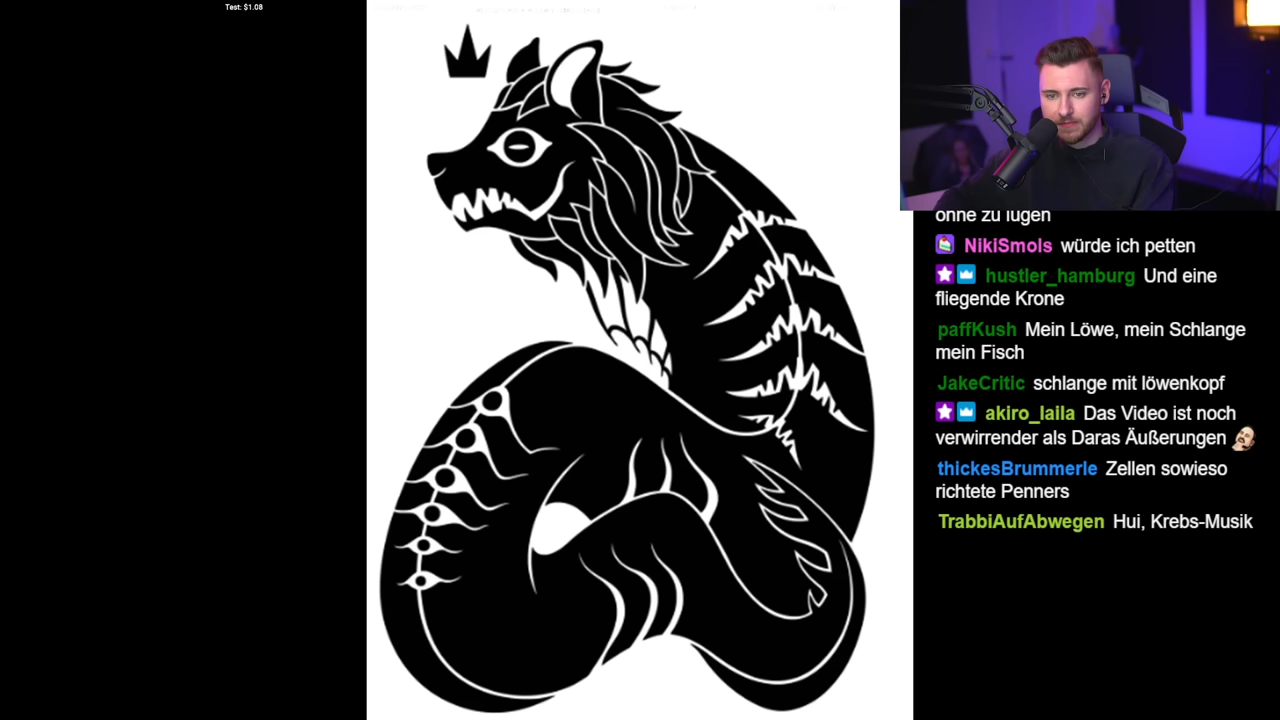 Test: $1.08
ohne zu lügen
NikiSmols würde ich petten
hustler_hamburg Und eine
fliegende Krone
paffKush Mein Löwe, mein Schlange
mein Fisch
JakeCritic schlange mit löwenkopf
akiro_laila Das Video ist noch
verwirrender als Daras Äußerungen
thickesBrummerle Zellen sowieso
richtete Penners
TrabbiAufAbwegen Hui, Krebs-Musik